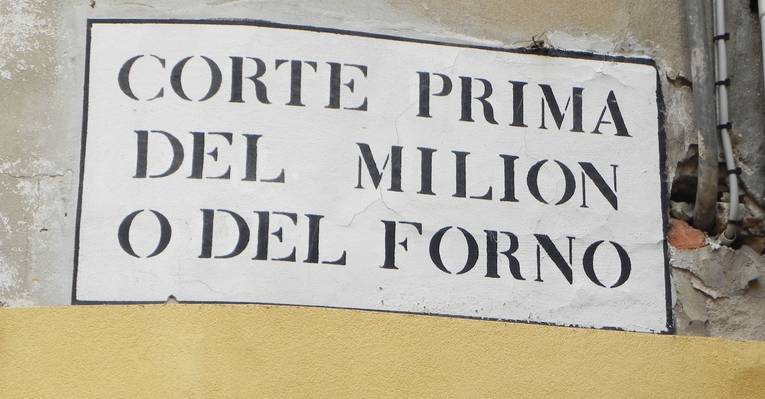 CORTE PRIMA
DEL MILION
O DEL FORNO